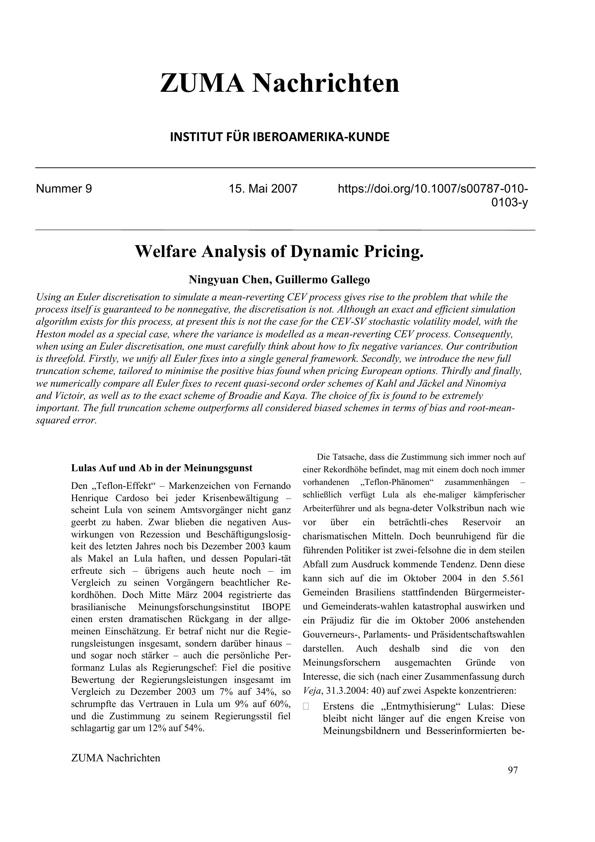 ZUMA Nachrichten
INSTITUT FÜR IBEROAMERIKA-KUNDE
Nummer 9
15. Mai 2007
https://doi.org/10.1007/s00787-010-
0103-y
Welfare Analysis of Dynamic Pricing.
Ningyuan Chen, Guillermo Gallego
Using an Euler discretisation to simulate a mean-reverting CEV process gives rise to the problem that while the
process itself is guaranteed to be nonnegative, the discretisation is not. Although an exact and efficient simulation
algorithm exists for this process, at present this is not the case for the CEV-SV stochastic volatility model, with the
Heston model as a special case, where the variance is modelled as a mean-reverting CEV process. Consequently,
when using an Euler discretisation, one must carefully think about how to fix negative variances. Our contribution
is threefold. Firstly, we unify all Euler fixes into a single general framework. Secondly, we introduce the new full
truncation scheme, tailored to minimise the positive bias found when pricing European options. Thirdly and finally,
we numerically compare all Euler fixes to recent quasi-second order schemes of Kahl and Jäckel and Ninomiya
and Victoir, as well as to the exact scheme of Broadie and Kaya. The choice of fix is found to be extremely
important. The full truncation scheme outperforms all considered biased schemes in terms of bias and root-mean-
squared error.
Lulas Auf und Ab in der Meinungsgunst
Den „Teflon-Effekt“ – Markenzeichen von Fernando
Henrique Cardoso bei jeder Krisenbewältigung –
scheint Lula von seinem Amtsvorgänger nicht ganz
geerbt zu haben. Zwar blieben die negativen Aus-
wirkungen von Rezession und Beschäftigungslosig-
keit des letzten Jahres noch bis Dezember 2003 kaum
als Makel an Lula haften, und dessen Populari-tät
erfreute sich – übrigens auch heute noch – im
Vergleich zu seinen Vorgängern beachtlicher Re-
kordhöhen. Doch Mitte März 2004 registrierte das
brasilianische Meinungsforschungsinstitut IBOPE
einen ersten dramatischen Rückgang in der allge-
meinen Einschätzung. Er betraf nicht nur die Regie-
rungsleistungen insgesamt, sondern darüber hinaus –
und sogar noch stärker – auch die persönliche Per-
formanz Lulas als Regierungschef: Fiel die positive
Bewertung der Regierungsleistungen insgesamt im
Vergleich zu Dezember 2003 um 7% auf 34%, so
schrumpfte das Vertrauen in Lula um 9% auf 60%,
und die Zustimmung zu seinem Regierungsstil fiel
schlagartig gar um 12% auf 54%.
Die Tatsache, dass die Zustimmung sich immer noch auf
einer Rekordhöhe befindet, mag mit einem doch noch immer
vorhandenen „Teflon-Phänomen“ zusammenhängen –
schließlich verfügt Lula als ehe-maliger kämpferischer
Arbeiterführer und als begna-deter Volkstribun nach wie
vor über ein beträchtli-ches Reservoir an
charismatischen Mitteln. Doch beunruhigend für die
führenden Politiker ist zwei-felsohne die in dem steilen
Abfall zum Ausdruck kommende Tendenz. Denn diese
kann sich auf die im Oktober 2004 in den 5.561
Gemeinden Brasiliens stattfindenden Bürgermeister-
und Gemeinderats-wahlen katastrophal auswirken und
ein Präjudiz für die im Oktober 2006 anstehenden
Gouverneurs-, Parlaments- und Präsidentschaftswahlen
darstellen. Auch deshalb sind die von den
Meinungsforschern ausgemachten Gründe von
Interesse, die sich (nach einer Zusammenfassung durch
Veja, 31.3.2004: 40) auf zwei Aspekte konzentrieren:
Erstens die „Entmythisierung“ Lulas: Diese
bleibt nicht länger auf die engen Kreise von
Meinungsbildnern und Besserinformierten be-
ZUMA Nachrichten
97